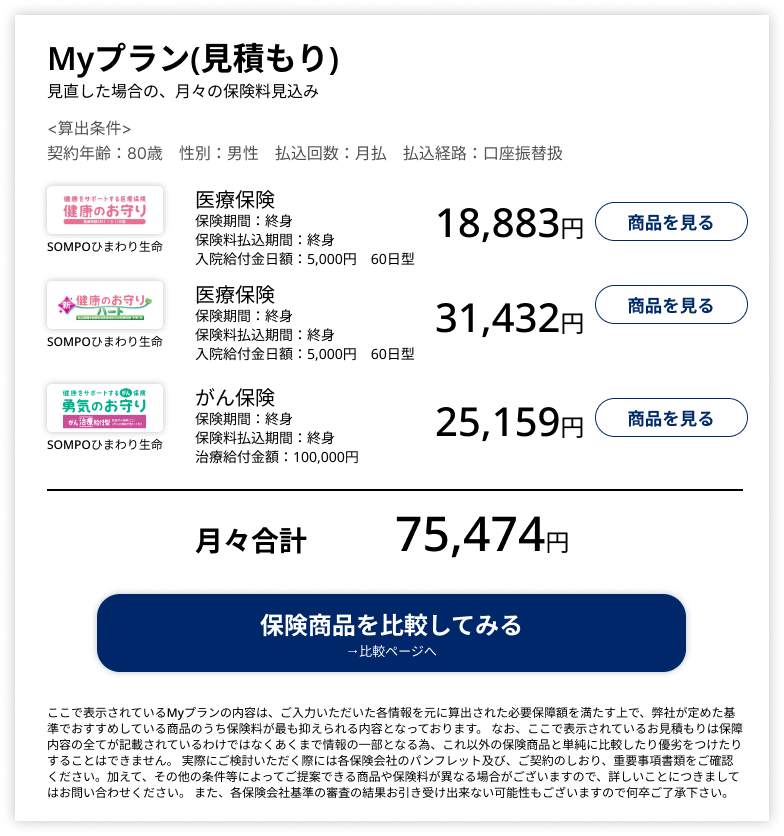 Myプラン(見積もり)
見直した場合の、月々の保険料見込み
<算出条件>
契約年齢：80歳　性別：男性　払込回数：月払　払込経路：口座振替扱
健康をサポートする医療保険
健康のお守り
SOMPOひまわり生命
医療保険
保険期間：終身
保険料払込期間：終身
入院給付金日額：5,000円　60日型
18,883円
商品を見る
新 健康のお守り
ハート
SOMPOひまわり生命
医療保険
保険期間：終身
保険料払込期間：終身
入院給付金日額：5,000円　60日型
31,432円
商品を見る
健康をサポートするがん保険
勇気のお守り
がん治療給付型
SOMPOひまわり生命
がん保険
保険期間：終身
保険料払込期間：終身
治療給付金額：100,000円
25,159円
商品を見る
月々合計　75,474円
保険商品を比較してみる
→比較ページへ
ここで表示されているMyプランの内容は、ご入力いただいた各情報を元に算出された必要保障額を満たす上で、弊社が定めた基
準でおすすめしている商品のうち保険料が最も抑えられる内容となっております。 なお、ここで表示されているお見積もりは保障
内容の全てが記載されているわけではなくあくまで情報の一部となる為、これ以外の保険商品と単純に比較したり優劣をつけたり
することはできません。 実際にご検討いただく際には各保険会社のパンフレット及び、ご契約のしおり、重要事項書類をご確認
ください。加えて、その他の条件等によってご提案できる商品や保険料が異なる場合がございますので、詳しいことにつきまして
はお問い合わせください。 また、各保険会社基準の審査の結果お引き受け出来ない可能性もございますので何卒ご了承下さい。